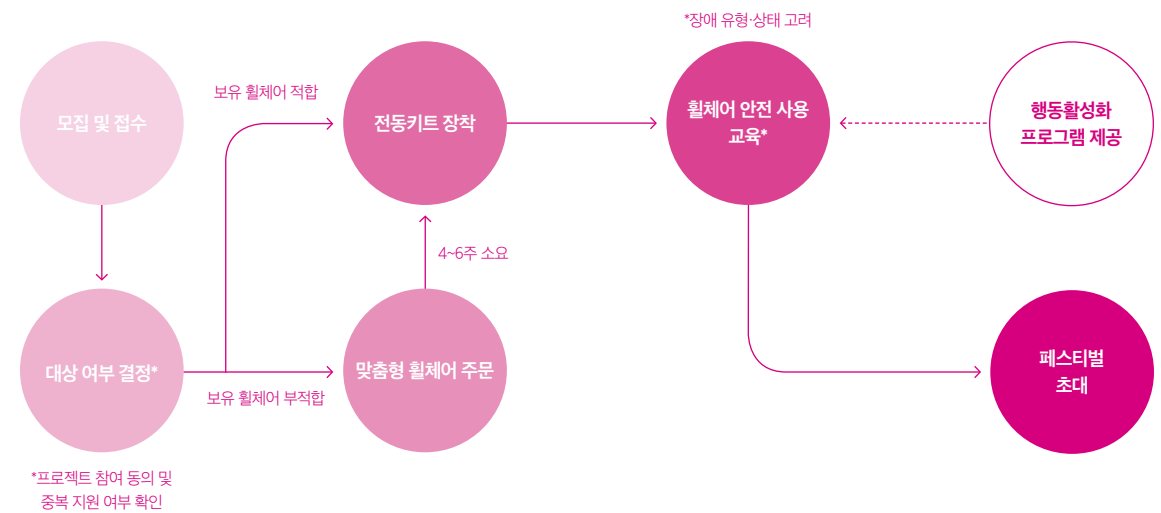 *장애 유형·상태 고려
모집 및 접수
보유 휠체어 적합
전동키트 장착
휠체어 안전 사용
교육*
행동활성화
프로그램 제공
4~6주 소요
대상 여부 결정*
보유 휠체어 부적합
맞춤형 휠체어 주문
페스티벌
초대
*프로젝트 참여 동의 및
중복 지원 여부 확인